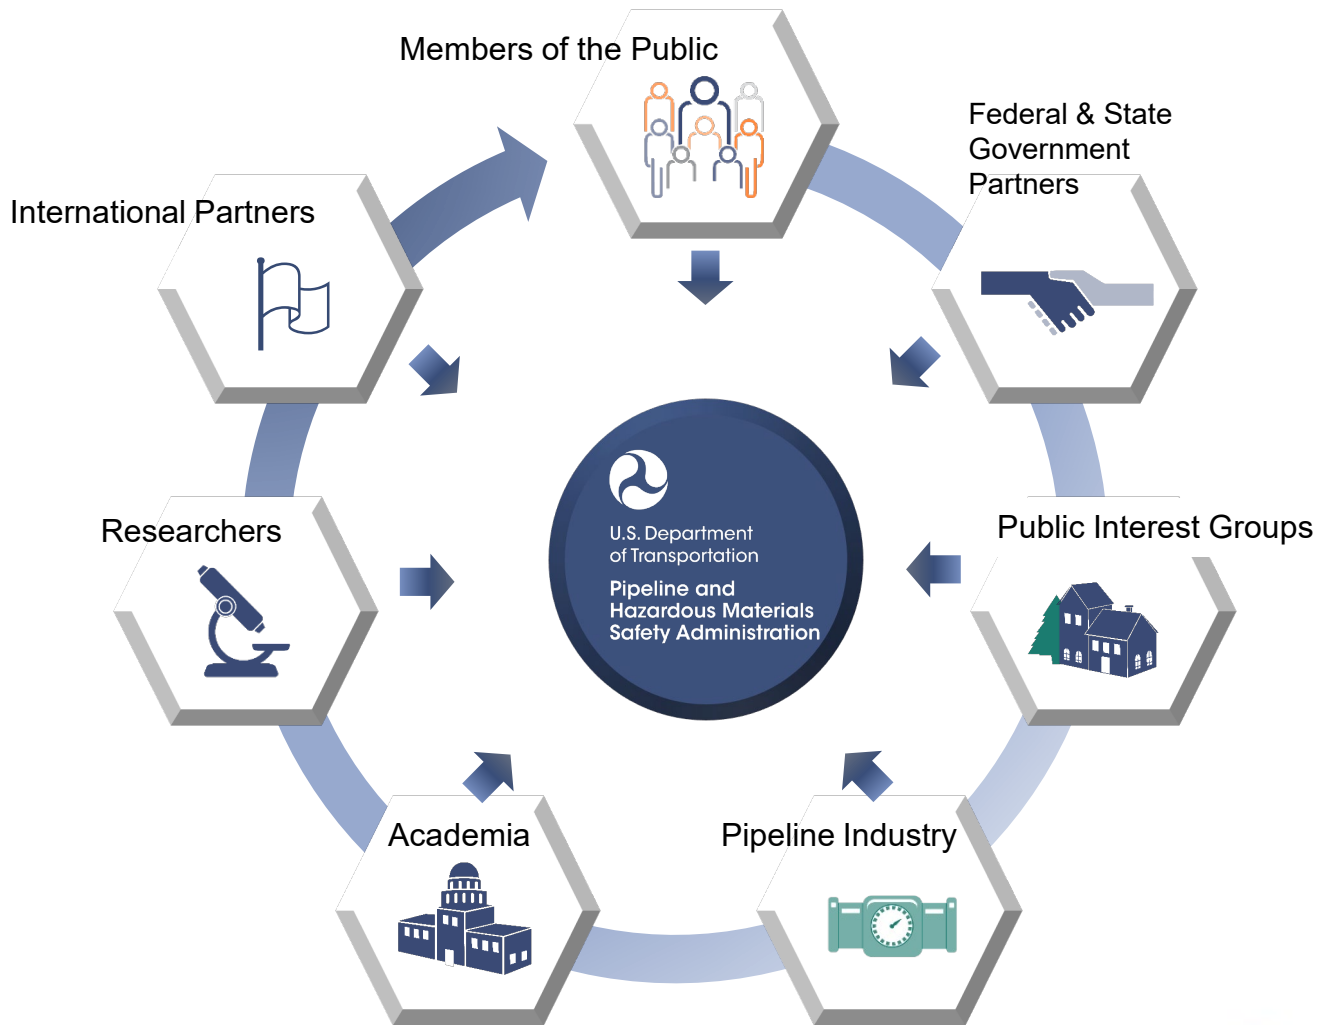 Members of the Public
Federal & State
Government
Partners
International Partners
U.S. Department
of Transportation
Pipeline and
Hazardous Materials
Safety Administration
Researchers
Public Interest Groups
Academia
Pipeline Industry